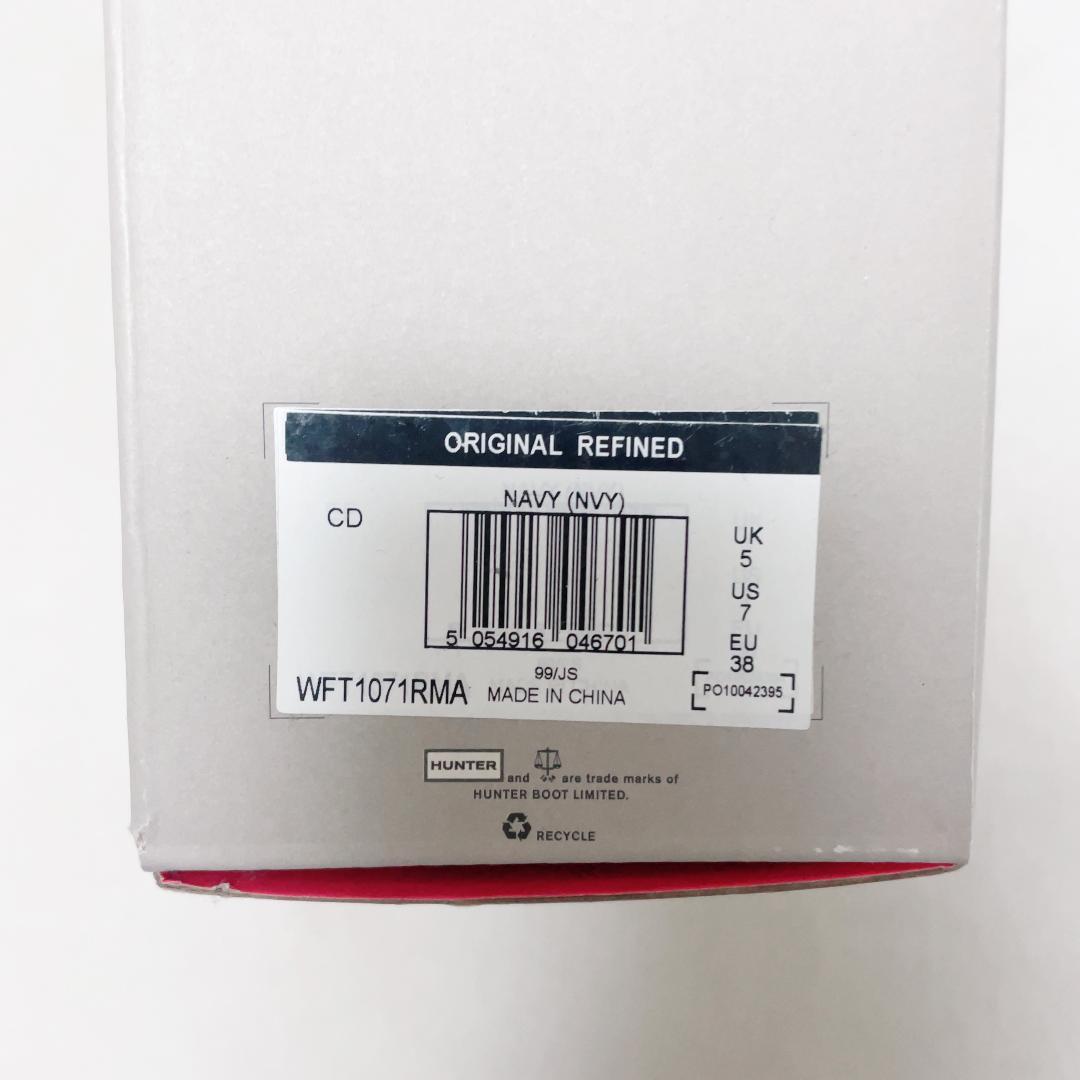 ORIGINAL REFINED
NAVY (NVY)
CD
5 054916 046701
UK
5
US
7
EU
38
99/JS
WFT1071RMA MADE IN CHINA
PO10042395
HUNTER and are trade marks of
HUNTER BOOT LIMITED.
RECYCLE